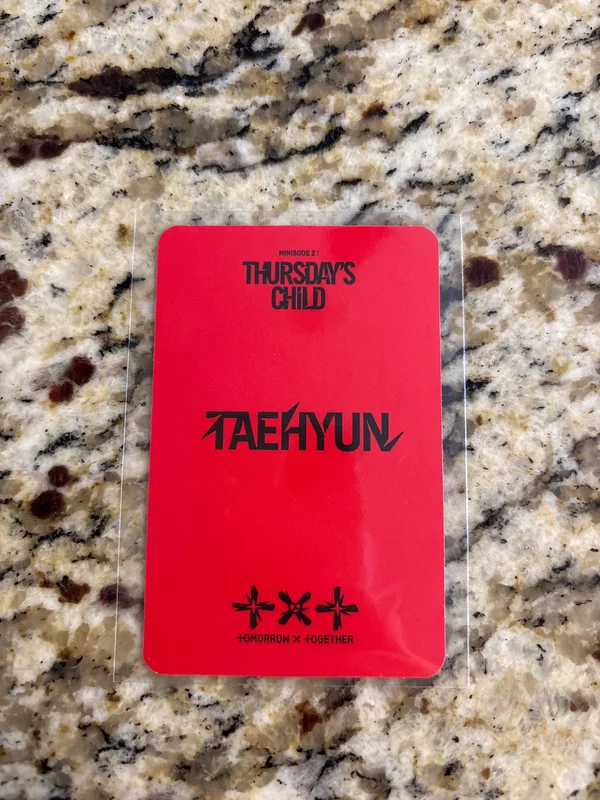 MINISODE 2 :
THURSDAY'S
CHILD
TAEHYUN
TOMORROW X TOGETHER